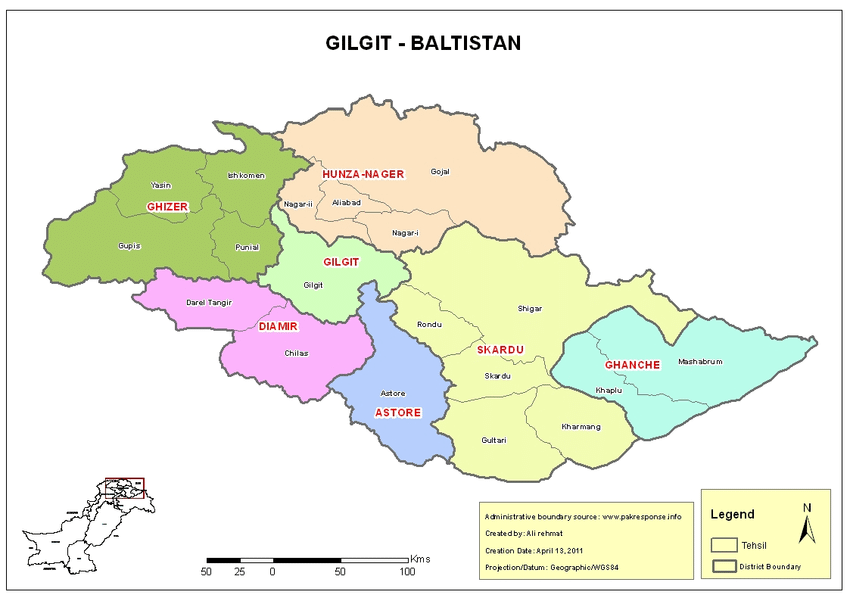 GILGIT - BALTISTAN
Gojal
HUNZA-NAGER
Ishkomen
Yasin
Nagar-ii
Aliabad
GHIZER
Nagar-i
Gupis
Punial
GILGIT
Gilgit
Darel Tangir
Shigar
DIAMIR
Rondu
Chilas
SKARDU
Mashabrum
GHANCHE
Skardu
Khaplu
Astore
ASTORE
Kharmang
Gultari
Administrative boundary source: www.pakresponse.info
Created by: Ali rehmat
Creation Date: April 13, 2011
Projection/Datum: Geographic/WGS84
Legend
N
Tehsil
District Boundary
Kms
50 25 0 50 100